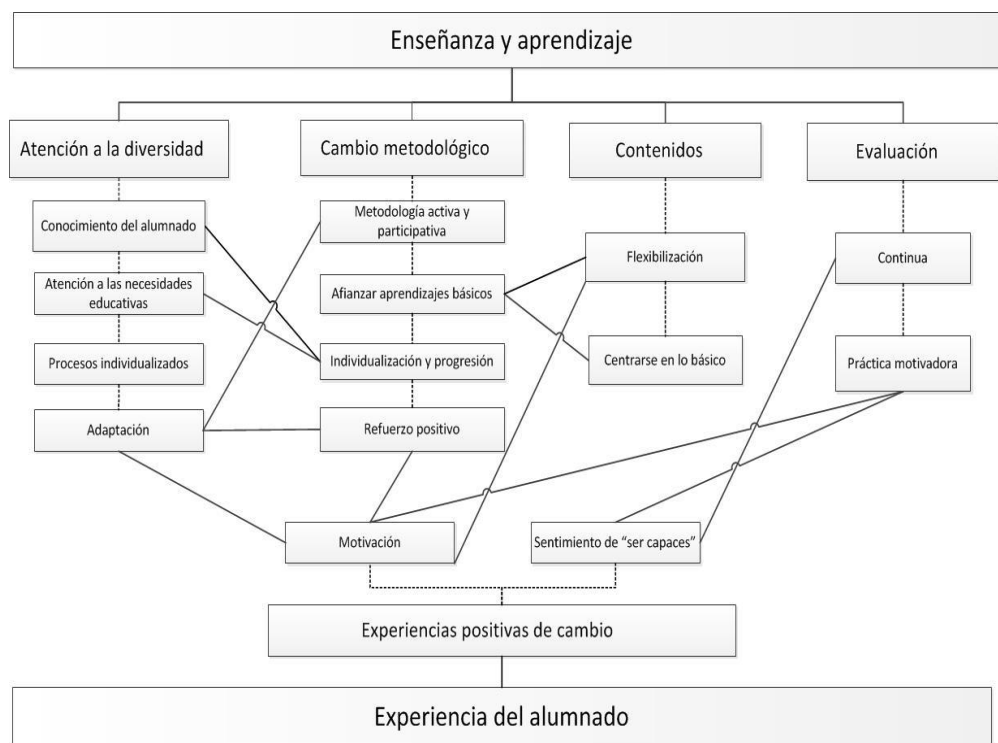 Enseñanza y aprendizaje
Atención a la diversidad
Cambio metodológico
Contenidos
Evaluación
Conocimiento del alumnado
Metodología activa y
participativa
Flexibilización
Continua
Atención a las necesidades
educativas
Afianzar aprendizajes básicos
Procesos individualizados
Individualización y progresión
Centrarse en lo básico
Práctica motivadora
Adaptación
Refuerzo positivo
Motivación
Sentimiento de “ser capaces”
Experiencias positivas de cambio
Experiencia del alumnado